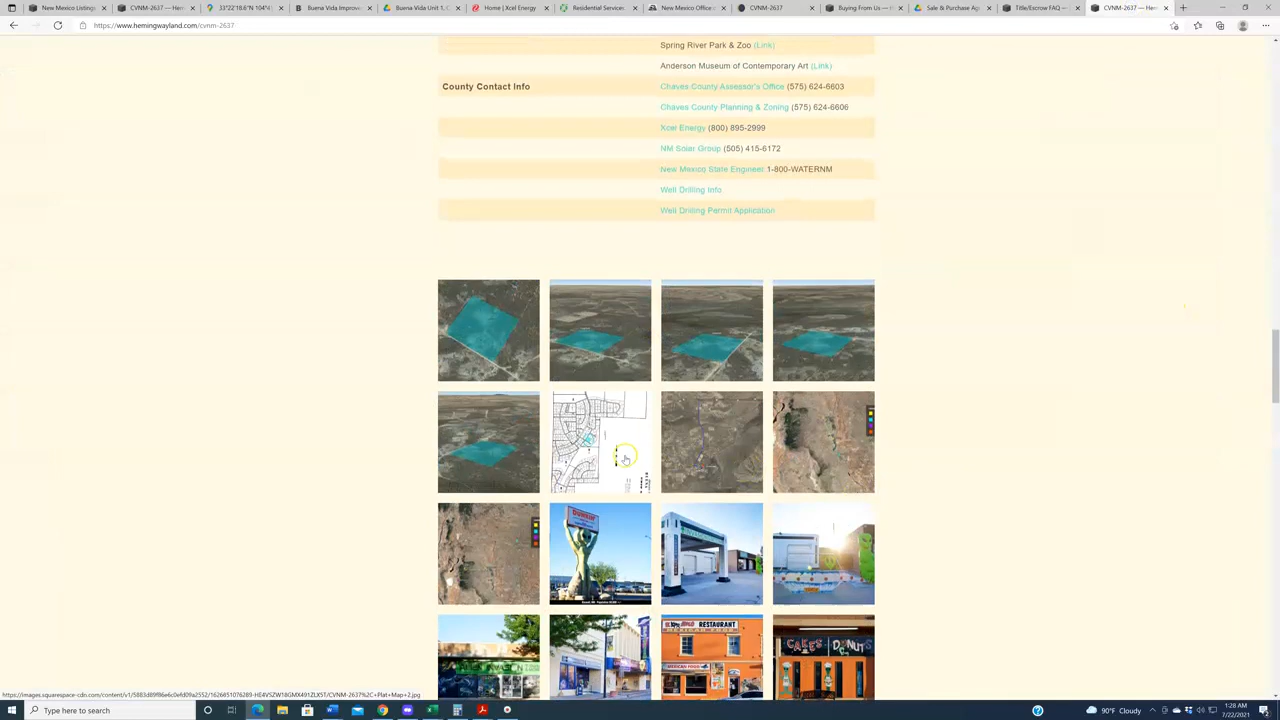 New Mexico Listing
CVNM-2637 — Hem
33°22'18.6"N 104°4
Buena Vida Improve
Buena Vida Unit 1,
Home | Xcel Energy
Residential Services
New Mexico Office
CVNM-2637
Buying From Us — H
Sale & Purchase Ag
Title/Escrow FAQ —
CVNM-2637 — Hem
https://www.hemingwayland.com/cvnm-2637
Spring River Park & Zoo (Link)
Anderson Museum of Contemporary Art (Link)
County Contact Info
Chaves County Assessor's Office (575) 624-6603
Chaves County Planning & Zoning (575) 624-6606
Xcer Energy (800) 895-2999
NM Solar Group (505) 415-6172
New Mexico State Engineer 1-800-WATERNM
Well Drilling Info
Well Drilling Permit Application
RESTAURANT
MEXICAN FOOD
CAKES DONUTS
Type here to search
90°F Cloudy
1:28 AM
7/22/2021